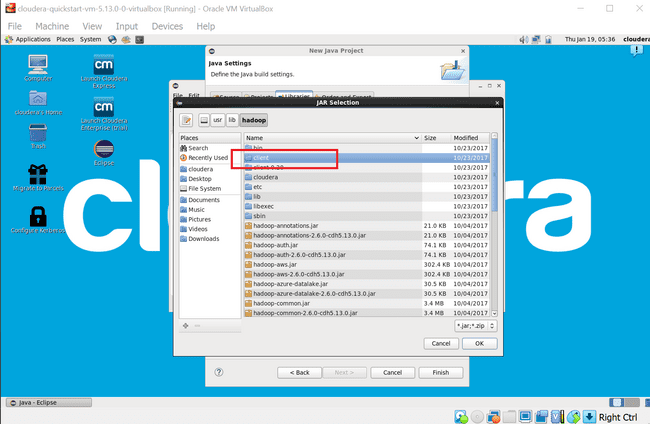 cloudera-quickstart-vm-5.13.0-0-virtualbox [Running] - Oracle VM VirtualBox
File Machine View Input Devices Help
Applications Places System Thu Jan 19, 05:36 cloudera
New Java Project
Java Settings
Define the Java build settings.
Source Projects Libraries Order and Export
File Edit
JAR Selection
usr lib hadoop
Places Name Size Modified
Search bin 10/23/2017
Recently Used client 10/23/2017
cloudera client-0.20 10/23/2017
Desktop cloudera 10/23/2017
File System etc 10/23/2017
Documents lib 10/23/2017
Music libexec 10/23/2017
Pictures sbin 10/23/2017
Videos hadoop-annotations.jar 21.0 KB 10/04/2017
Downloads hadoop-annotations-2.6.0-cdh5.13.0.jar 21.0 KB 10/04/2017
hadoop-auth.jar 74.1 KB 10/04/2017
hadoop-auth-2.6.0-cdh5.13.0.jar 74.1 KB 10/04/2017
hadoop-aws.jar 302.4 KB 10/04/2017
hadoop-aws-2.6.0-cdh5.13.0.jar 302.4 KB 10/04/2017
hadoop-azure-datalake.jar 30.5 KB 10/04/2017
hadoop-azure-datalake-2.6.0-cdh5.13.0.jar 30.5 KB 10/04/2017
hadoop-common.jar 3.4 MB 10/04/2017
hadoop-common-2.6.0-cdh5.13.0.jar 3.4 MB 10/04/2017
*.jar;*.zip
Cancel OK
< Back Next > Cancel Finish
Computer
Launch Cloudera
Express
cloudera's Home
Launch Cloudera
Enterprise (trial)
Trash
Eclipse
Migrate to Parcels
Configure Kerberos
Java - Eclipse
Right Ctrl